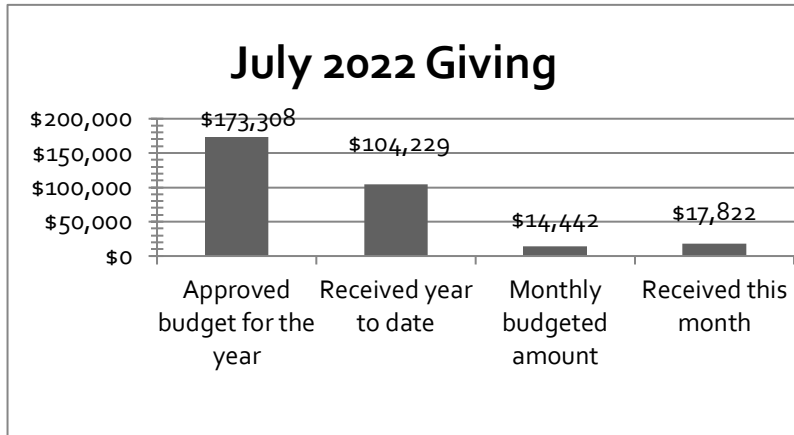 July 2022 Giving
$200,000
$150,000
$100,000
$50,000
$0
$173,308
$104,229
$14,442
$17,822
Approved
budget for the
year
Received year
to date
Monthly
budgeted
amount
Received this
month